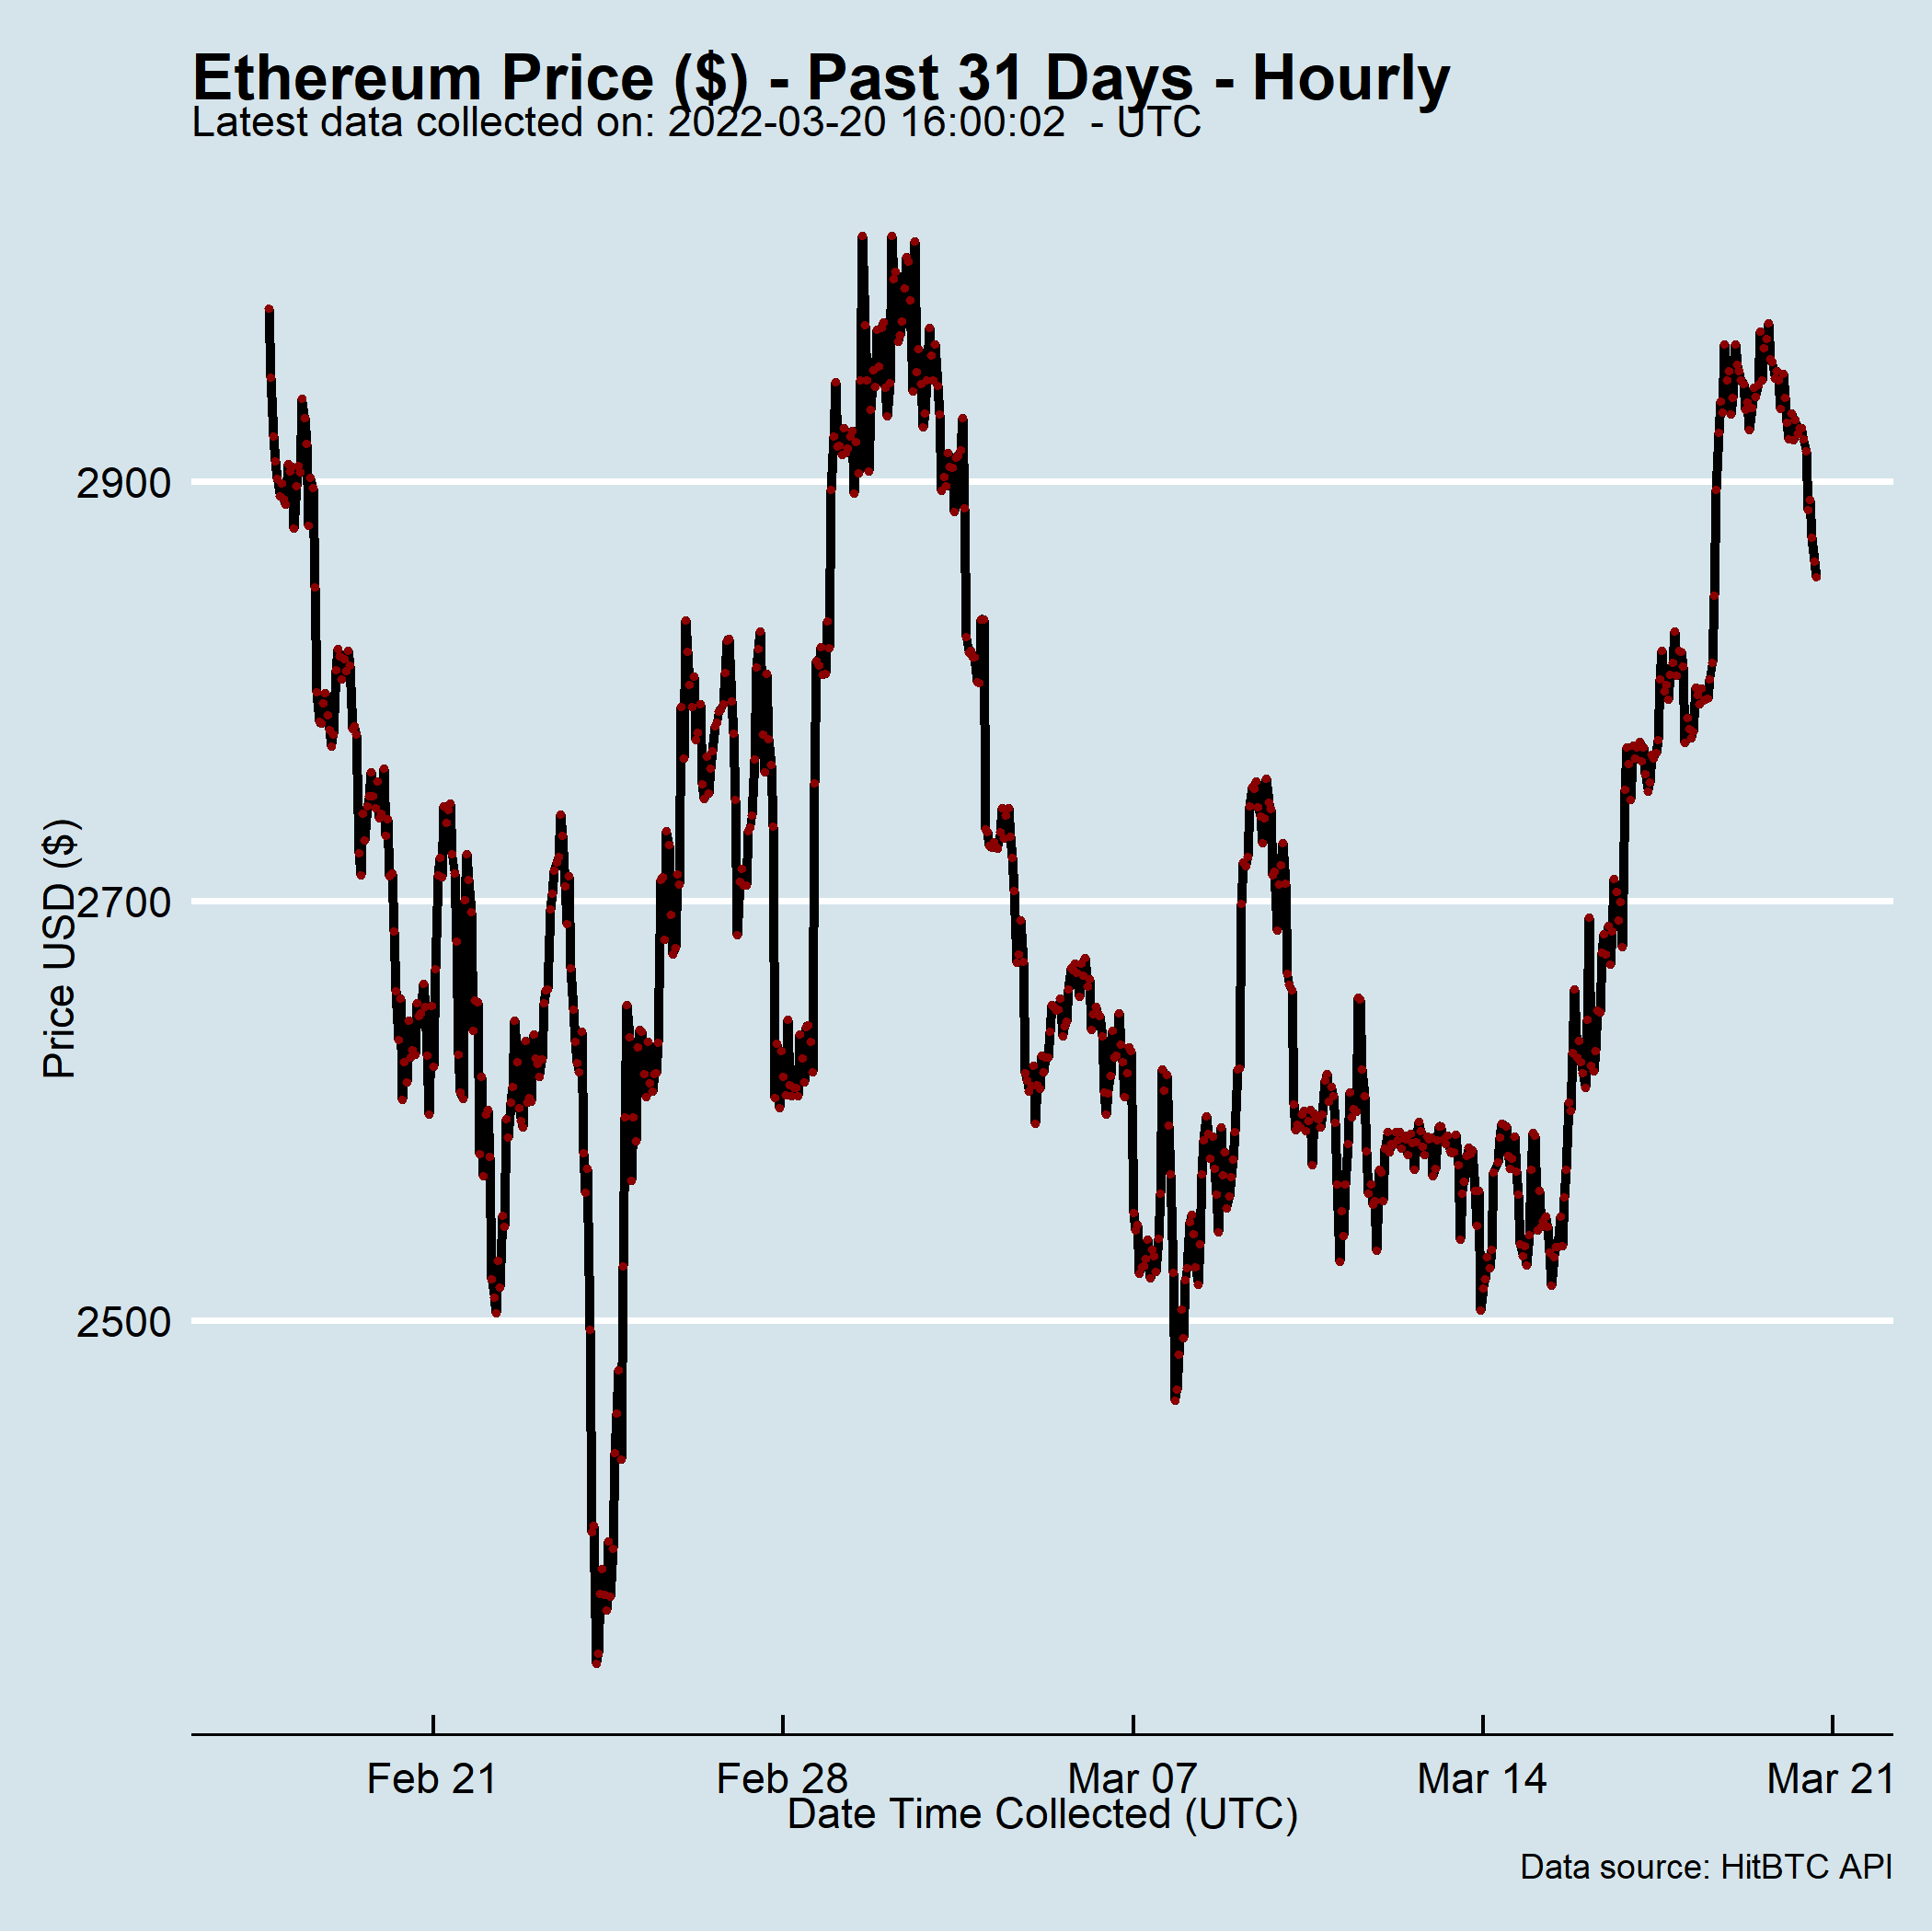 Ethereum Price ($) - Past 31 Days - Hourly
Latest data collected on: 2022-03-20 16:00:02  - UTC
Price USD ($)
2900
2700
2500
Feb 21 Feb 28 Mar 07 Mar 14 Mar 21
Date Time Collected (UTC)
Data source: HitBTC API